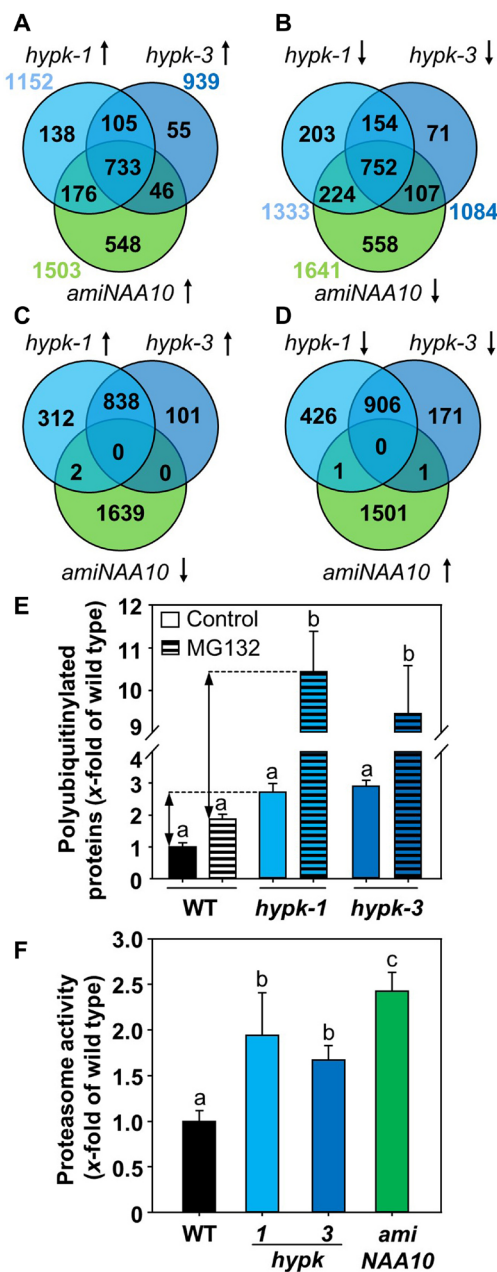 A
hypk-1 ↑ hypk-3 ↑
1152 939
138 105 55
733
176 46
548
1503
amiNAA10 ↑
B
hypk-1 ↓ hypk-3 ↓
203 154 71
752
224 107
1333 1084
558
1641
amiNAA10 ↓
C
hypk-1 ↑ hypk-3 ↑
312 838 101
0
2 0
1639
amiNAA10 ↓
D
hypk-1 ↓ hypk-3 ↓
426 906 171
0
1 1
1501
amiNAA10 ↑
E
Polyubiquitinylated
proteins (x-fold of wild type)
12
11
10
9
4
3
2
1
0
Control
MG132
a
a
a
b
a
b
WT hypk-1 hypk-3
F
Proteasome activity
(x-fold of wild type)
3.0
2.5
2.0
1.5
1.0
0.5
0.0
a
b
b
c
WT 1 3 ami
hypk NAA10